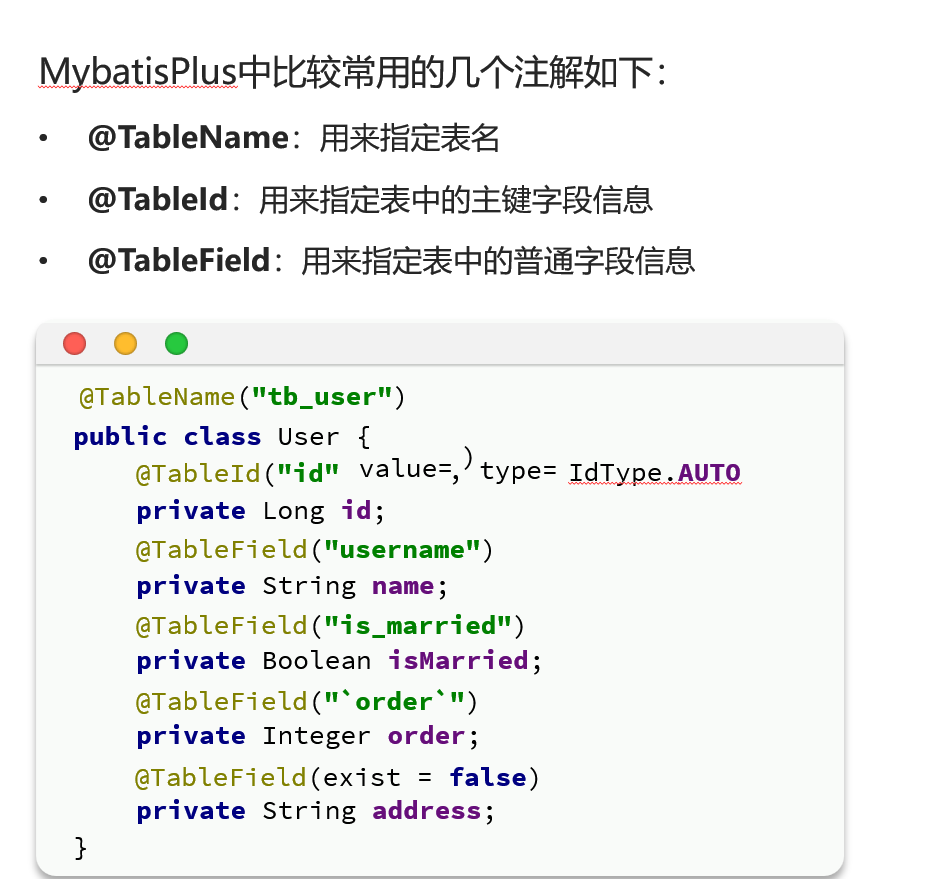 MybatisPlus中比较常用的几个注解如下：
• @TableName：用来指定表名
• @TableId：用来指定表中的主键字段信息
• @TableField：用来指定表中的普通字段信息
@TableName("tb_user")
public class User {
@TableId("id" value=,)type= IdType.AUTO
private Long id;
@TableField("username")
private String name;
@TableField("is_married")
private Boolean isMarried;
@TableField("`order`")
private Integer order;
@TableField(exist = false)
private String address;
}